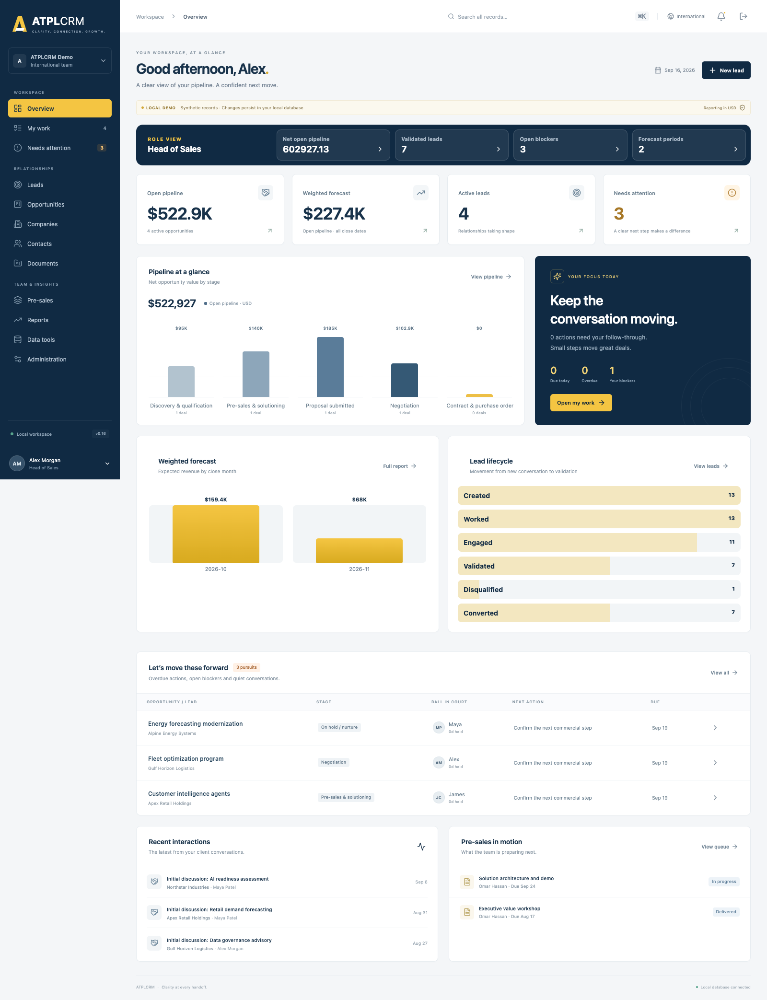 ATPLCRM
CLARITY. CONNECTION. GROWTH.
A
ATPLCRM Demo
International team
WORKSPACE
Overview
My work 4
Needs attention 3
RELATIONSHIPS
Leads
Opportunities
Companies
Contacts
Documents
TEAM & INSIGHTS
Pre-sales
Reports
Data tools
Administration
Local workspace v0.16
AM
Alex Morgan
Head of Sales
Workspace Overview
Search all records... ⌘K
International
YOUR WORKSPACE, AT A GLANCE
Good afternoon, Alex.
A clear view of your pipeline. A confident next move.
Sep 16, 2026
New lead
LOCAL DEMO Synthetic records · Changes persist in your local database
Reporting in USD
ROLE VIEW
Head of Sales
Net open pipeline
602927.13
Validated leads
7
Open blockers
3
Forecast periods
2
Open pipeline
$522.9K
4 active opportunities
Weighted forecast
$227.4K
Open pipeline · all close dates
Active leads
4
Relationships taking shape
Needs attention
3
A clear next step makes a difference
Pipeline at a glance
Net opportunity value by stage
View pipeline
$522,927 Open pipeline · USD
$95K $140K $185K $102.9K $0
Discovery & qualification Pre-sales & solutioning Proposal submitted Negotiation Contract & purchase order
1 deal 1 deal 1 deal 1 deal 0 deals
YOUR FOCUS TODAY
Keep the
conversation moving.
0 actions need your follow-through.
Small steps move great deals.
0 0 1
Due today Overdue Your blockers
Open my work
Weighted forecast
Expected revenue by close month
Full report
$159.4K $68K
2026-10 2026-11
Lead lifecycle
Movement from new conversation to validation
View leads
Created 13
Worked 13
Engaged 11
Validated 7
Disqualified 1
Converted 7
Let's move these forward 3 pursuits
Overdue actions, open blockers and quiet conversations.
View all
OPPORTUNITY / LEAD STAGE BALL IN COURT NEXT ACTION DUE
Energy forecasting modernization
Alpine Energy Systems
On hold / nurture
MP
Maya
0d held
Confirm the next commercial step
Sep 19
Fleet optimization program
Gulf Horizon Logistics
Negotiation
AM
Alex
0d held
Confirm the next commercial step
Sep 19
Customer intelligence agents
Apex Retail Holdings
Pre-sales & solutioning
JC
James
0d held
Confirm the next commercial step
Sep 19
Recent interactions
The latest from your client conversations.
Initial discussion: AI readiness assessment
Northstar Industries · Maya Patel
Sep 6
Initial discussion: Retail demand forecasting
Apex Retail Holdings · Maya Patel
Aug 31
Initial discussion: Data governance advisory
Gulf Horizon Logistics · Alex Morgan
Aug 27
Pre-sales in motion
What the team is preparing next.
View queue
Solution architecture and demo
Omar Hassan · Due Sep 24
In progress
Executive value workshop
Omar Hassan · Due Aug 17
Delivered
ATPLCRM · Clarity at every handoff.
Local database connected